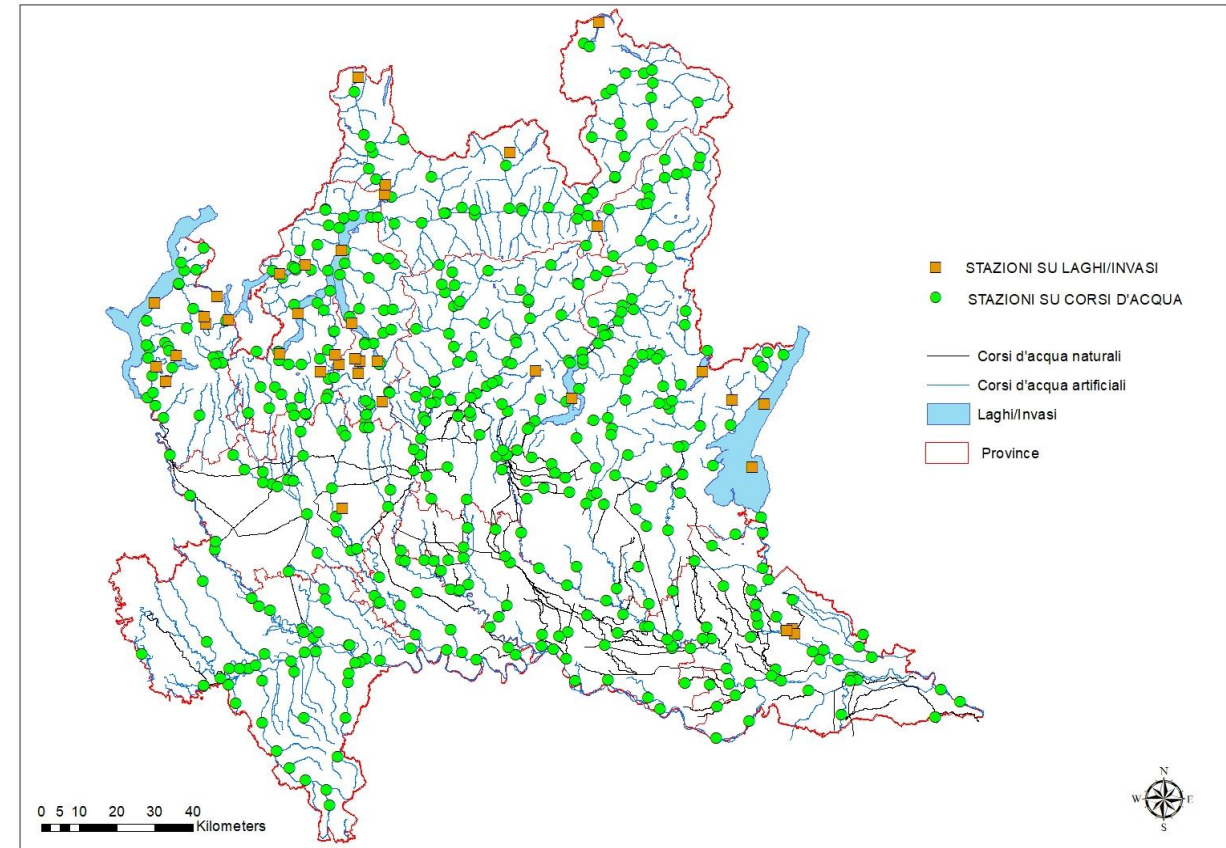 STAZIONI SU LAGHI/INVASI
STAZIONI SU CORSI D'ACQUA
Corsi d'acqua naturali
Corsi d'acqua artificiali
Laghi/Invasi
Province
0 5 10 20 30 40
Kilometers
N
W E
S